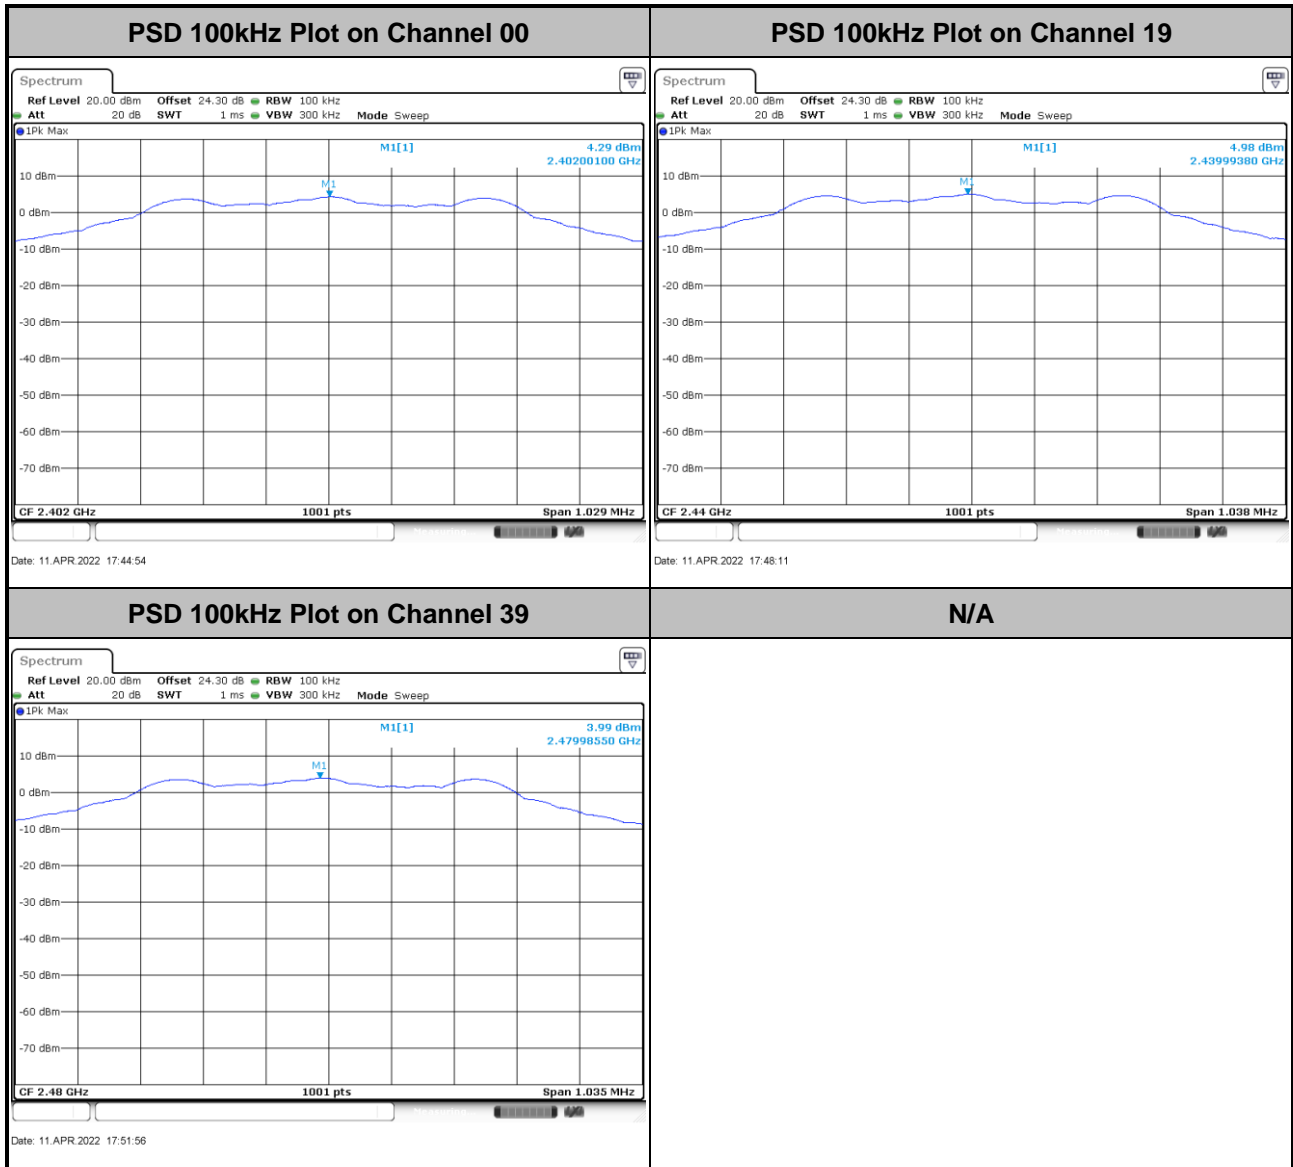 PSD 100kHz Plot on Channel 00
Spectrum
Ref Level 20.00 dBm Offset 24.30 dB RBW 100 kHz
Att 20 dB SWT 1 ms VBW 300 kHz Mode Sweep
1Pk Max
M1[1] 4.29 dBm
2.40200100 GHz
M1
10 dBm
0 dBm
-10 dBm
-20 dBm
-30 dBm
-40 dBm
-50 dBm
-60 dBm
-70 dBm
CF 2.402 GHz 1001 pts Span 1.029 MHz
Measuring...
Date: 11.APR.2022 17:44:54
PSD 100kHz Plot on Channel 19
Spectrum
Ref Level 20.00 dBm Offset 24.30 dB RBW 100 kHz
Att 20 dB SWT 1 ms VBW 300 kHz Mode Sweep
1Pk Max
M1[1] 4.98 dBm
2.43999380 GHz
M1
10 dBm
0 dBm
-10 dBm
-20 dBm
-30 dBm
-40 dBm
-50 dBm
-60 dBm
-70 dBm
CF 2.44 GHz 1001 pts Span 1.038 MHz
Measuring...
Date: 11.APR.2022 17:48:11
PSD 100kHz Plot on Channel 39
Spectrum
Ref Level 20.00 dBm Offset 24.30 dB RBW 100 kHz
Att 20 dB SWT 1 ms VBW 300 kHz Mode Sweep
1Pk Max
M1[1] 3.99 dBm
2.47998550 GHz
M1
10 dBm
0 dBm
-10 dBm
-20 dBm
-30 dBm
-40 dBm
-50 dBm
-60 dBm
-70 dBm
CF 2.48 GHz 1001 pts Span 1.035 MHz
Measuring...
Date: 11.APR.2022 17:51:56
N/A